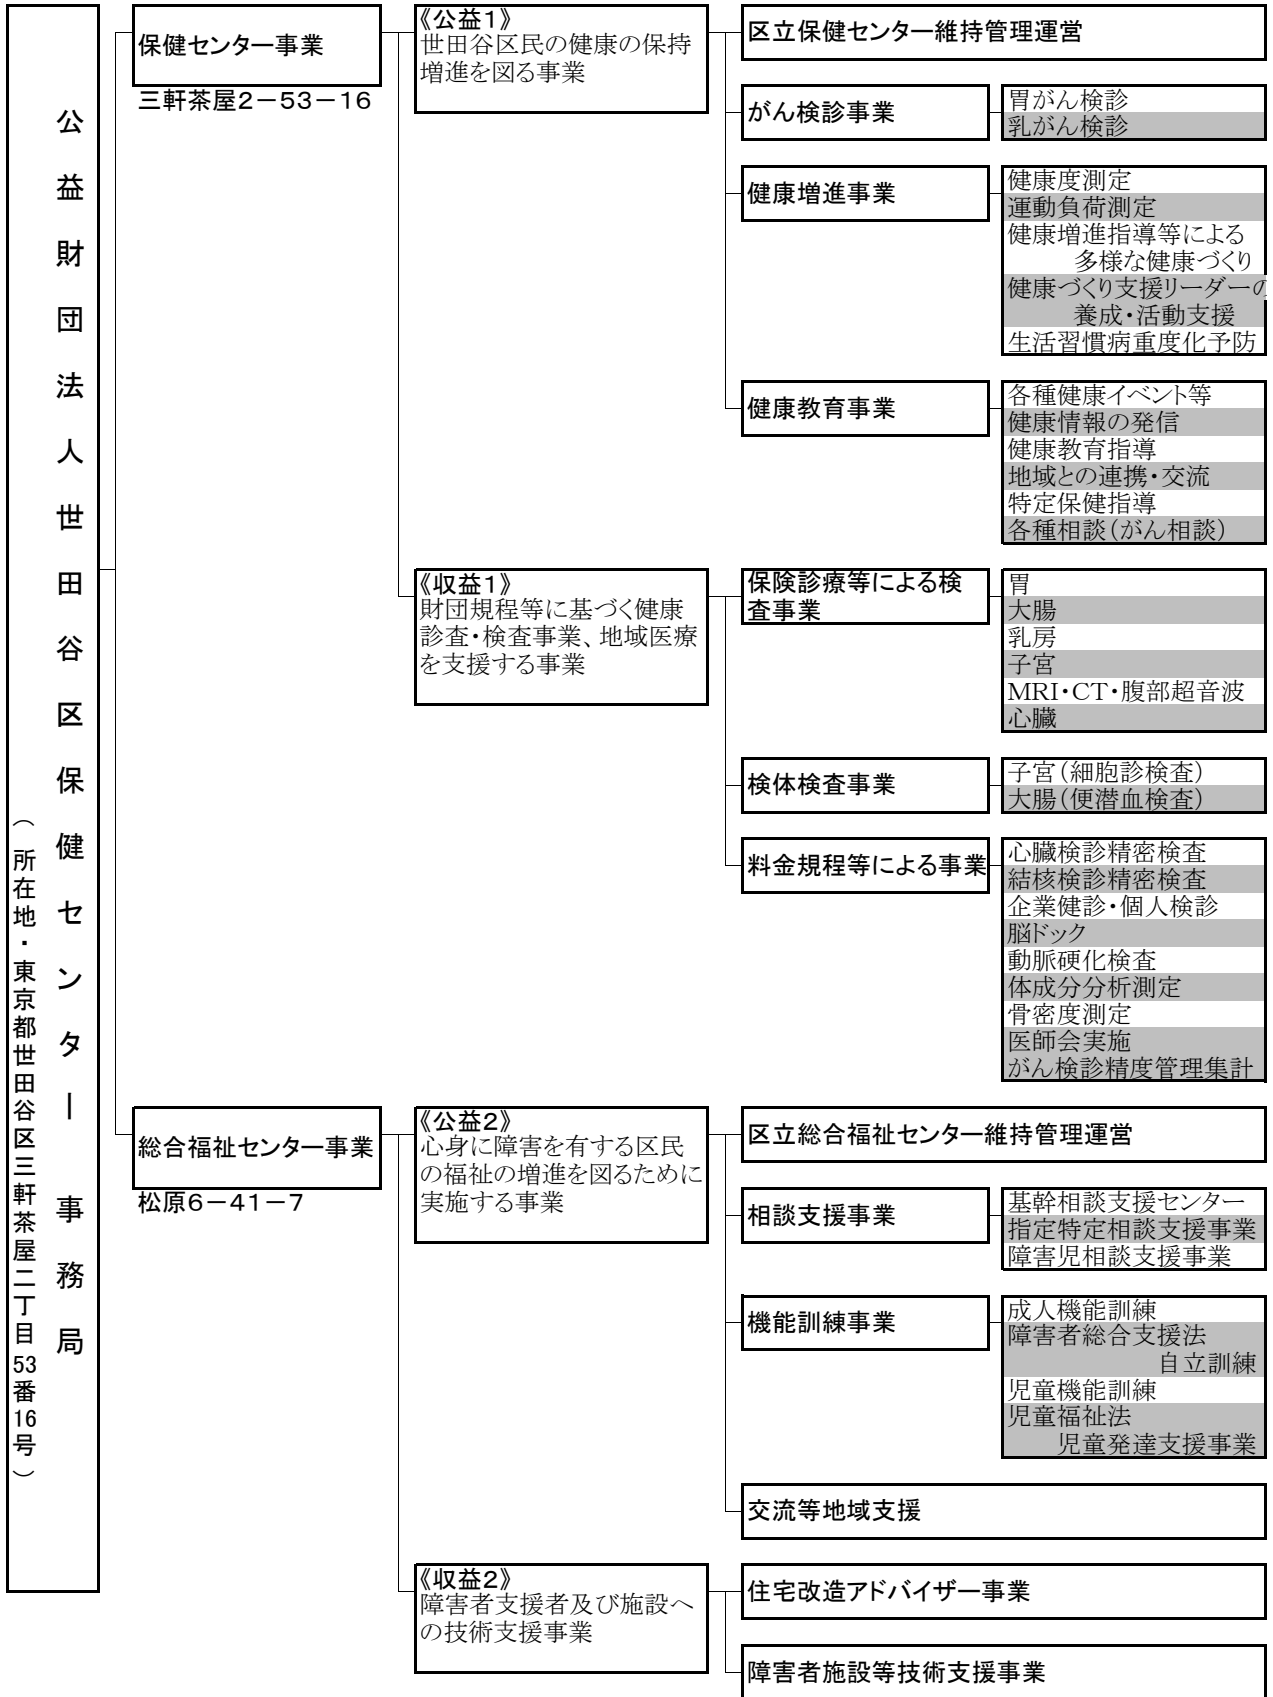 公益財団法人世田谷区保健センター 事務局
（所在地・東京都世田谷区三軒茶屋二丁目53番16号）
保健センター事業
三軒茶屋2－53－16
《公益1》
世田谷区民の健康の保持
増進を図る事業
区立保健センター維持管理運営
がん検診事業
胃がん検診
乳がん検診
健康増進事業
健康度測定
運動負荷測定
健康増進指導等による
多様な健康づくり
健康づくり支援リーダーの
養成・活動支援
生活習慣病重度化予防
健康教育事業
各種健康イベント等
健康情報の発信
健康教育指導
地域との連携・交流
特定保健指導
各種相談（がん相談）
《収益1》
財団規程等に基づく健康
診査・検査事業、地域医療
を支援する事業
保険診療等による検
査事業
胃
大腸
乳房
子宮
MRI・CT・腹部超音波
心臓
検体検査事業
子宮（細胞診検査）
大腸（便潜血検査）
料金規程等による事業
心臓検診精密検査
結核検診精密検査
企業健診・個人検診
脳ドック
動脈硬化検査
体成分分析測定
骨密度測定
医師会実施
がん検診精度管理集計
総合福祉センター事業
松原6－41－7
《公益2》
心身に障害を有する区民
の福祉の増進を図るために
実施する事業
区立総合福祉センター維持管理運営
相談支援事業
基幹相談支援センター
指定特定相談支援事業
障害児相談支援事業
機能訓練事業
成人機能訓練
障害者総合支援法
自立訓練
児童機能訓練
児童福祉法
児童発達支援事業
交流等地域支援
《収益2》
障害者支援者及び施設へ
の技術支援事業
住宅改造アドバイザー事業
障害者施設等技術支援事業